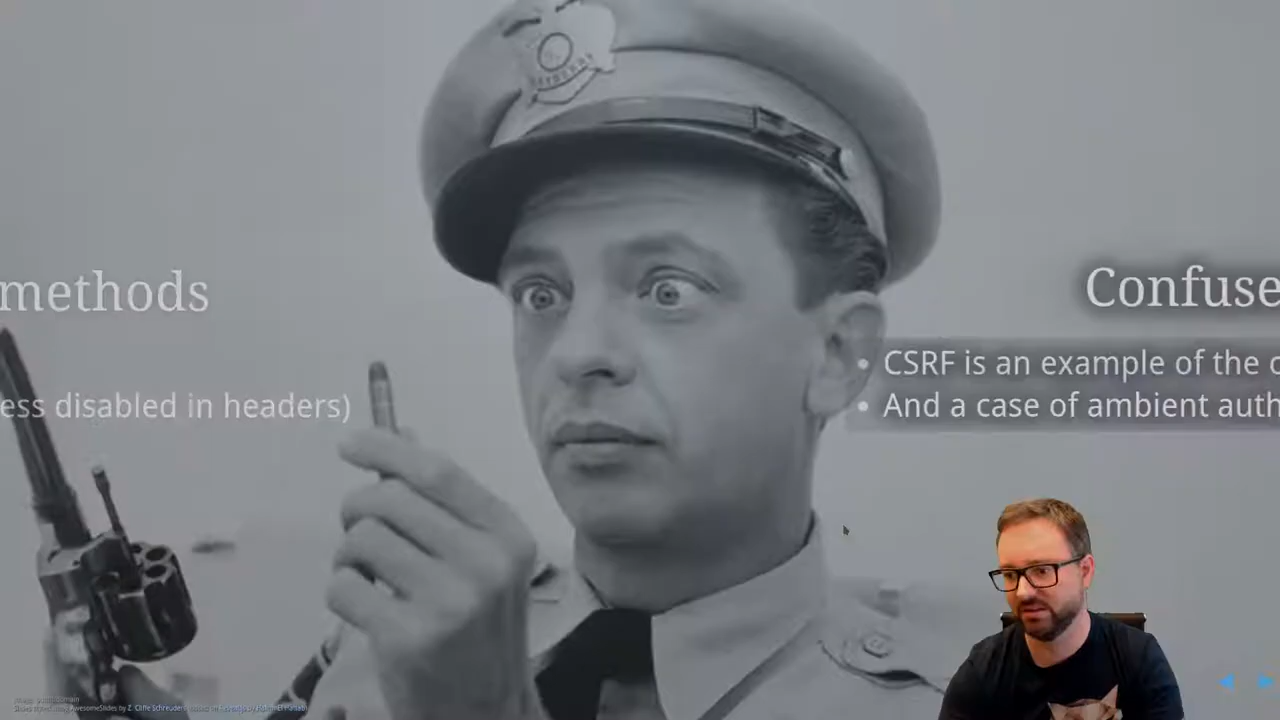 methods
ess disabled in headers)
Confuse
• CSRF is an example of the c
• And a case of ambient auth